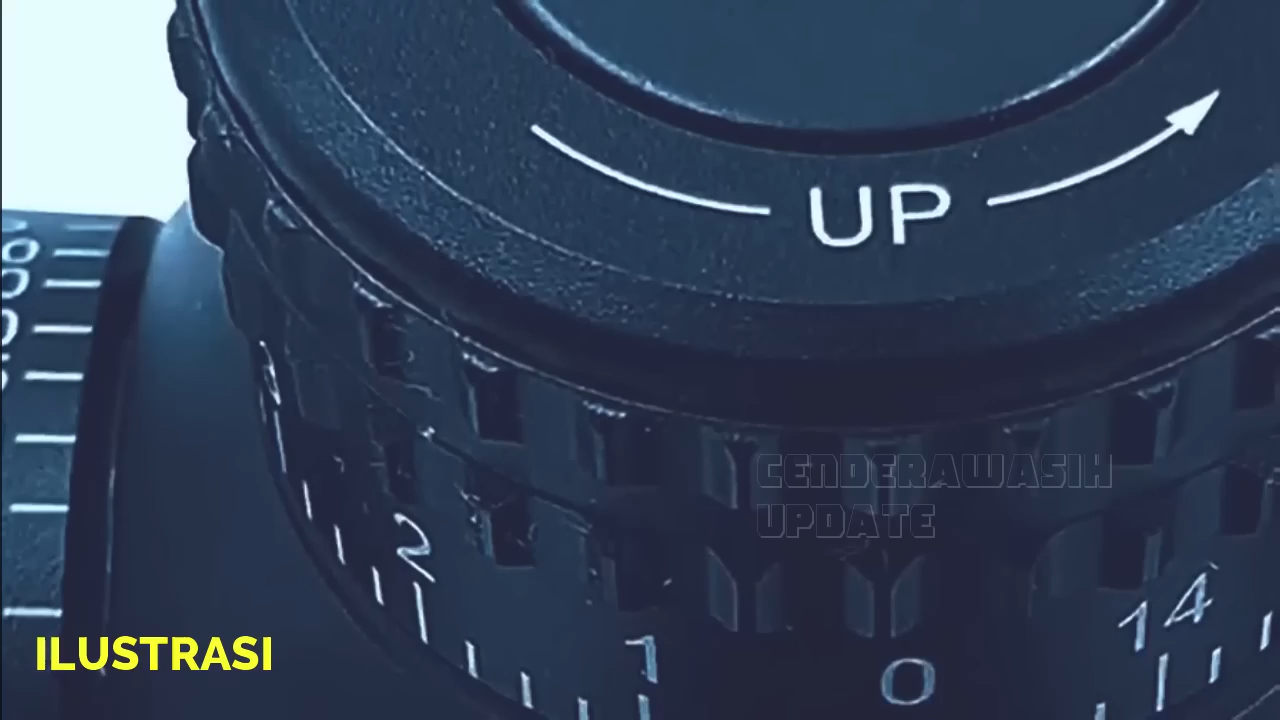 UP
CENDERAWASIH
UPDATE
2
1
0
14
ILUSTRASI